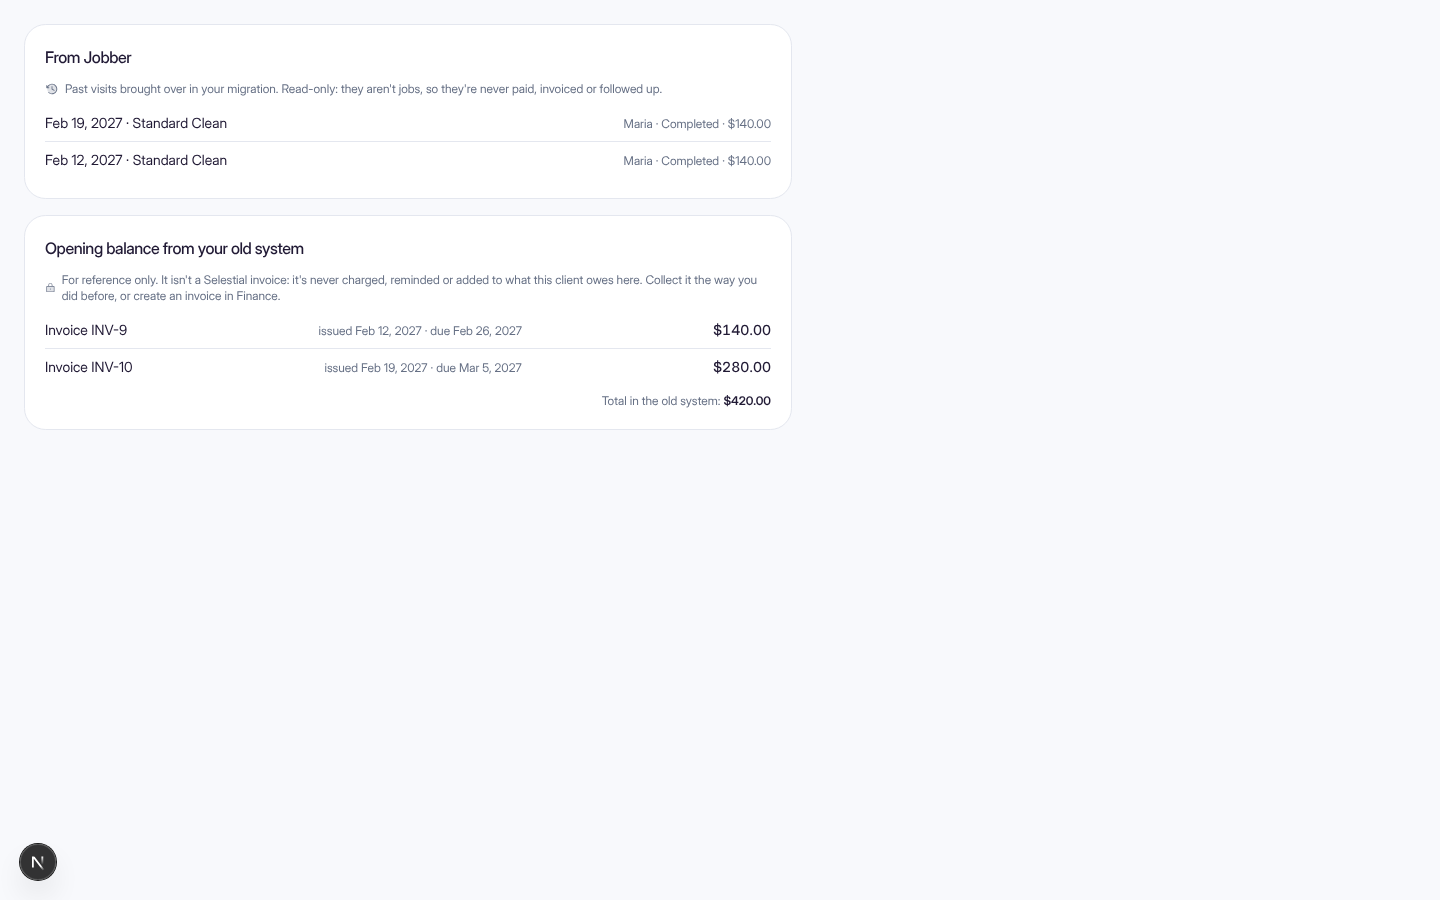 From Jobber
Past visits brought over in your migration. Read-only: they aren't jobs, so they're never paid, invoiced or followed up.
Feb 19, 2027 · Standard Clean Maria · Completed · $140.00
Feb 12, 2027 · Standard Clean Maria · Completed · $140.00
Opening balance from your old system
For reference only. It isn't a Selestial invoice: it's never charged, reminded or added to what this client owes here. Collect it the way you
did before, or create an invoice in Finance.
Invoice INV-9 issued Feb 12, 2027 · due Feb 26, 2027 $140.00
Invoice INV-10 issued Feb 19, 2027 · due Mar 5, 2027 $280.00
Total in the old system: $420.00
N